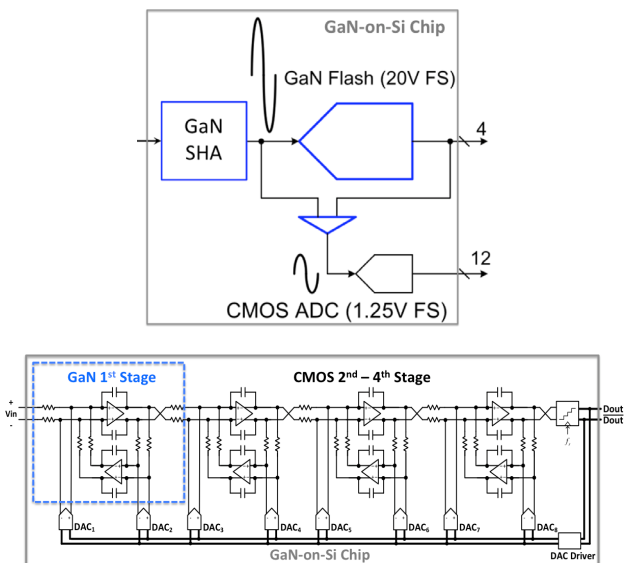 GaN-on-Si Chip
GaN Flash (20V FS)
GaN
SHA
4
12
CMOS ADC (1.25V FS)
GaN 1st Stage
CMOS 2nd – 4th Stage
+
Vin
-
Dout
Dout
fs
DAC1
DAC2
DAC3
DAC4
DAC5
DAC6
DAC7
DAC8
DAC Driver
GaN-on-Si Chip